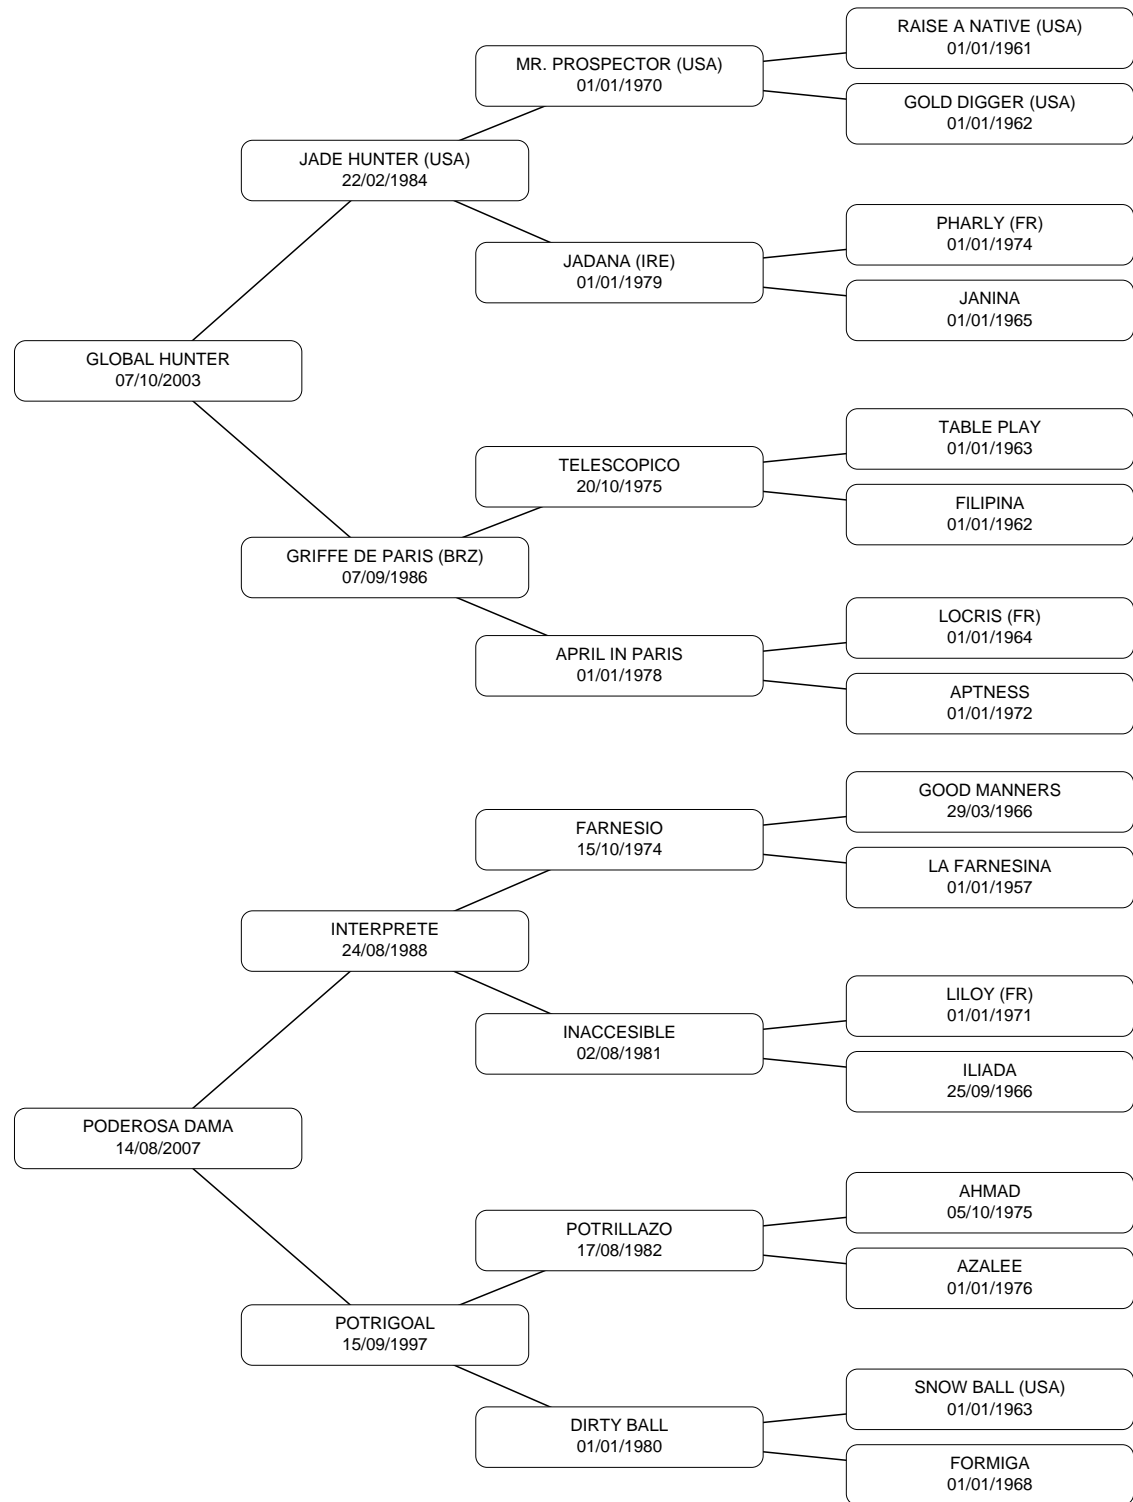 RAISE A NATIVE (USA)
01/01/1961
MR. PROSPECTOR (USA)
01/01/1970
GOLD DIGGER (USA)
01/01/1962
JADE HUNTER (USA)
22/02/1984
PHARLY (FR)
01/01/1974
JADANA (IRE)
01/01/1979
JANINA
01/01/1965
GLOBAL HUNTER
07/10/2003
TABLE PLAY
01/01/1963
TELESCOPICO
20/10/1975
FILIPINA
01/01/1962
GRIFFE DE PARIS (BRZ)
07/09/1986
LOCRIS (FR)
01/01/1964
APRIL IN PARIS
01/01/1978
APTNESS
01/01/1972
GOOD MANNERS
29/03/1966
FARNESIO
15/10/1974
LA FARNESINA
01/01/1957
INTERPRETE
24/08/1988
LILOY (FR)
01/01/1971
INACCESIBLE
02/08/1981
ILIADA
25/09/1966
PODEROSA DAMA
14/08/2007
AHMAD
05/10/1975
POTRILLAZO
17/08/1982
AZALEE
01/01/1976
POTRIGOAL
15/09/1997
SNOW BALL (USA)
01/01/1963
DIRTY BALL
01/01/1980
FORMIGA
01/01/1968